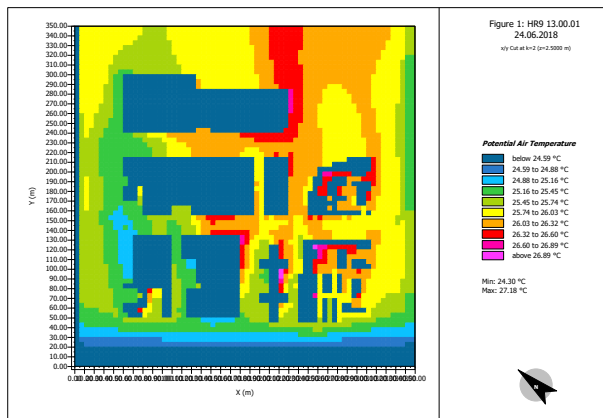 Figure 1: HR9 13.00.01
24.06.2018
x/y Cut at k=2 (z=2.5000 m)
350.00
340.00
330.00
320.00
310.00
300.00
290.00
280.00
270.00
260.00
250.00
240.00
230.00
220.00
210.00
200.00
190.00
180.00
170.00
160.00
150.00
140.00
130.00
120.00
110.00
100.00
90.00
80.00
70.00
60.00
50.00
40.00
30.00
20.00
10.00
0.00
Y (m)
X (m)
Potential Air Temperature
below 24.59 °C
24.59 to 24.88 °C
24.88 to 25.16 °C
25.16 to 25.45 °C
25.45 to 25.74 °C
25.74 to 26.03 °C
26.03 to 26.32 °C
26.32 to 26.60 °C
26.60 to 26.89 °C
above 26.89 °C
Min: 24.30 °C
Max: 27.18 °C
N